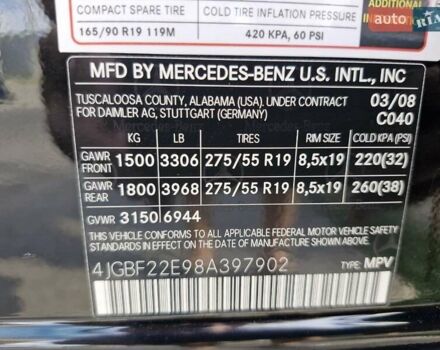 COMPACT SPARE TIRE COLD TIRE INFLATION PRESSURE
165/90 R19 119M 420 KPA, 60 PSI
ADDITIONAL
auto RIA
MFD BY MERCEDES-BENZ U.S. INTL., INC
TUSCALOOSA COUNTY, ALABAMA (USA). UNDER CONTRACT 03/08
FOR DAIMLER AG, STUTTGART (GERMANY) C040
KG LB TIRES RIM SIZE COLD KPA (PSI)
GAWR FRONT 1500 3306 275/55 R19 8,5x19 220(32)
GAWR REAR 1800 3968 275/55 R19 8,5x19 260(38)
GVWR 3150 6944
THIS VEHICLE CONFORMS TO ALL APPLICABLE U.S. FEDERAL MOTOR VEHICLE SAFETY STANDARDS IN EFFECT ON THE DATE OF MANUFACTURE SHOWN ABOVE.
4JGBF22E98A397902 TYPE: MPV